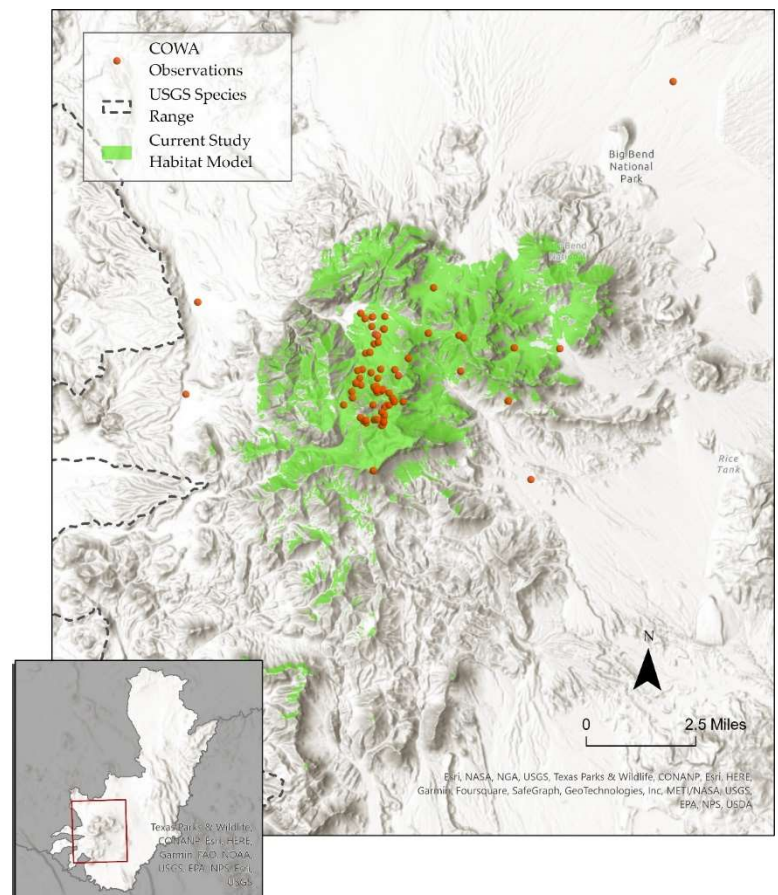 COWA
Observations
USGS Species
Range
Current Study
Habitat Model
Big Bend
National
Park
Rice
Tank
N
0 2.5 Miles
Esri, NASA, NGA, USGS, Texas Parks & Wildlife, CONANP, Esri, HERE,
Garmin, Foursquare, SafeGraph, GeoTechnologies, Inc, METI/NASA, USGS,
EPA, NPS, USDA
Texas Parks & Wildlife,
CONANP, Esri, HERE,
Garmin, FAO, NOAA,
USGS, EPA, NPS, Esri,
USGS